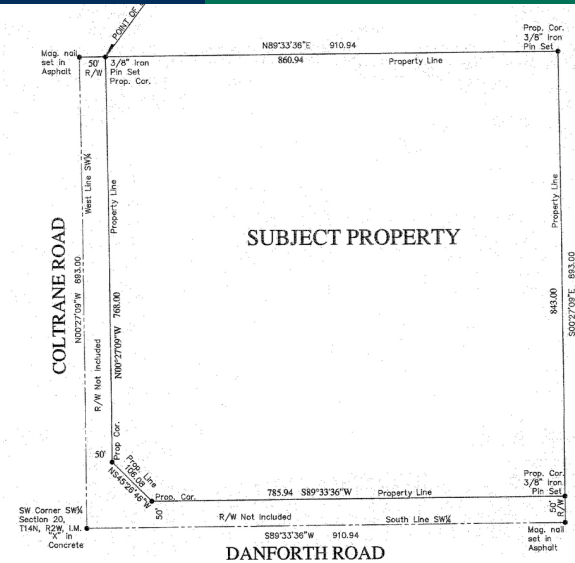 POINT OF
N89°33'36"E 910.94
Prop. Cor.
3/8" Iron
Pin Set
Mag. nail
set in
Asphalt
50'
R/W
3/8" Iron
Pin Set
Prop. Cor.
860.94
Property Line
West Line SW¼
Property Line
Property Line
SUBJECT PROPERTY
COLTRANE ROAD
N00°27'09"W 893.00
N00°27'09"W 768.00
843.00
S00°27'09"E 893.00
R/W Not Included
50'
Prop Cor.
Prop. Line
106.08
Prop. Cor.
50'
785.94 S89°33'36"W
Property Line
Prop. Cor.
3/8" Iron
Pin Set
SW Corner SW¼
Section 20,
T14N, R2W, I.M.
"X" in
Concrete
R/W Not Included
South Line SW¼
50'
R/W
S89°33'36"W 910.94
Mag. nail
set in
Asphalt
DANFORTH ROAD